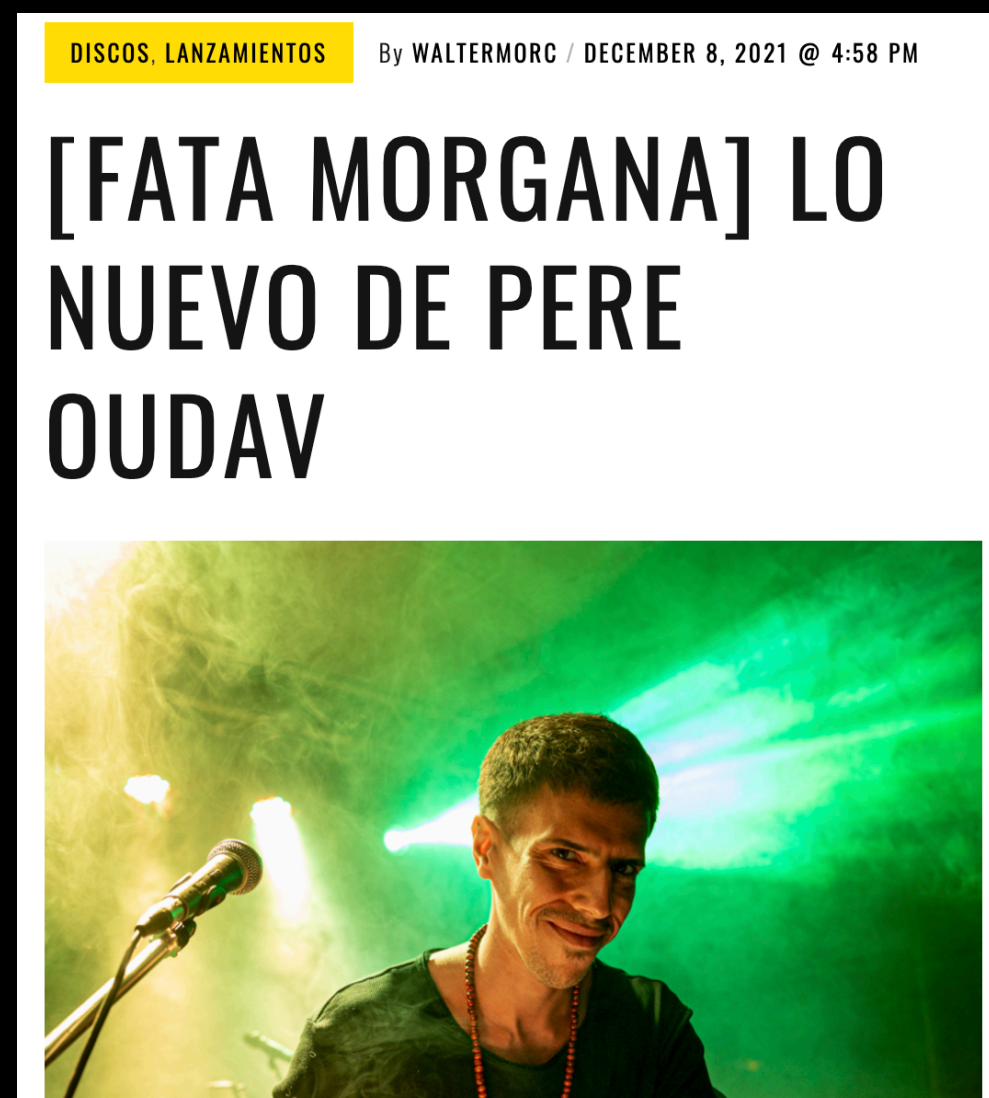 DISCOS, LANZAMIENTOS By WALTERMORC / DECEMBER 8, 2021 @ 4:58 PM
[FATA MORGANA] LO
NUEVO DE PERE
OUDAV